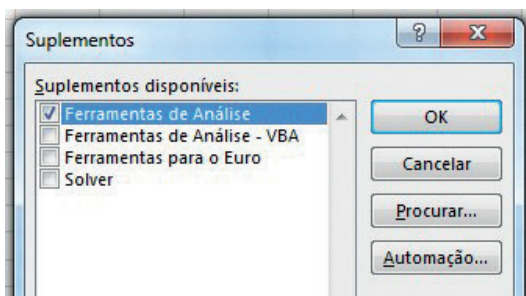 Suplementos
Suplementos disponíveis:
Ferramentas de Análise
Ferramentas de Análise - VBA
Ferramentas para o Euro
Solver
OK
Cancelar
Procurar...
Automação...